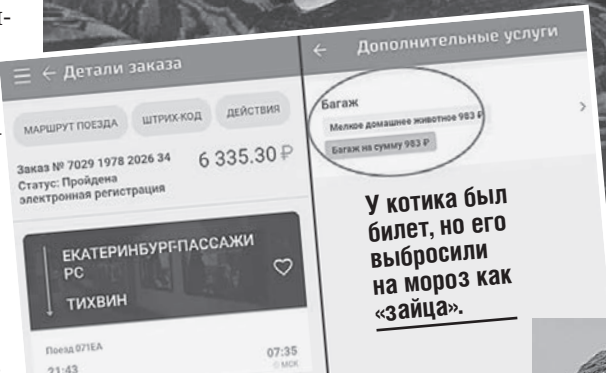 Детали заказа
МАРШРУТ ПОЕЗДА
ШТРИХ-КОД
ДЕЙСТВИЯ
Заказ № 7029 1978 2026 34
6 335.30 ₽
Статус: Пройдена
электронная регистрация
ЕКАТЕРИНБУРГ-ПАССАЖИ
РС
ТИХВИН
Поезд 071ЕА
21:43
07:35
МСК
Дополнительные услуги
Багаж
Мелкое домашнее животное 983 ₽
Багаж на сумму 983 ₽
У котика был
билет, но его
выбросили
на мороз как
«зайца».